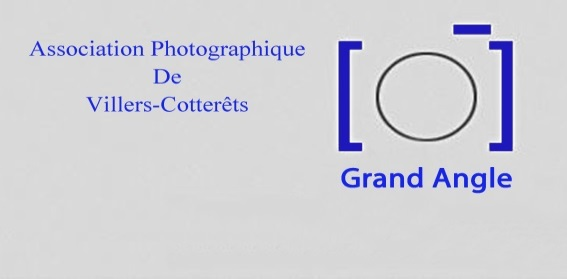 Association Photographique
De
Villers-Cotterêts
Grand Angle